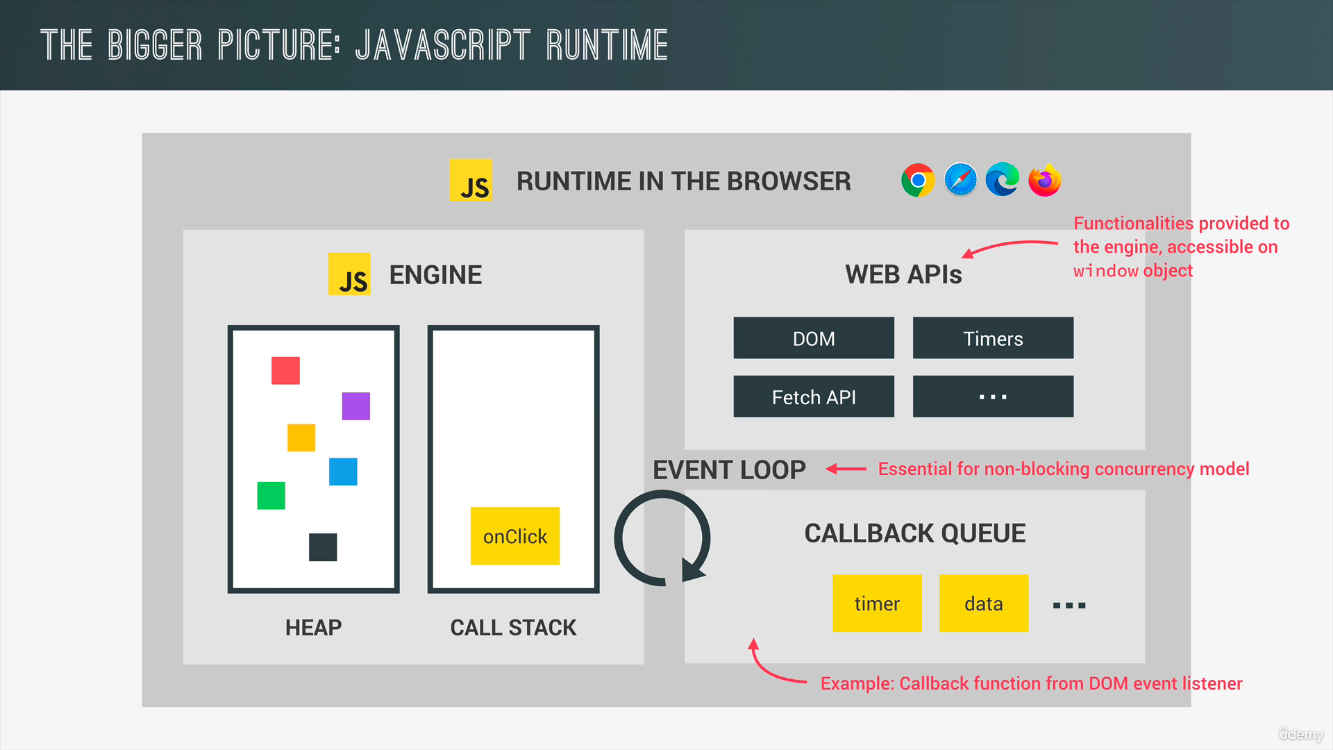 THE BIGGER PICTURE: JAVASCRIPT RUNTIME
JS RUNTIME IN THE BROWSER
Functionalities provided to
the engine, accessible on
window object
JS ENGINE
WEB APIs
DOM
Timers
Fetch API
...
EVENT LOOP
Essential for non-blocking concurrency model
onClick
CALLBACK QUEUE
timer
data
...
HEAP
CALL STACK
Example: Callback function from DOM event listener
ûdemy